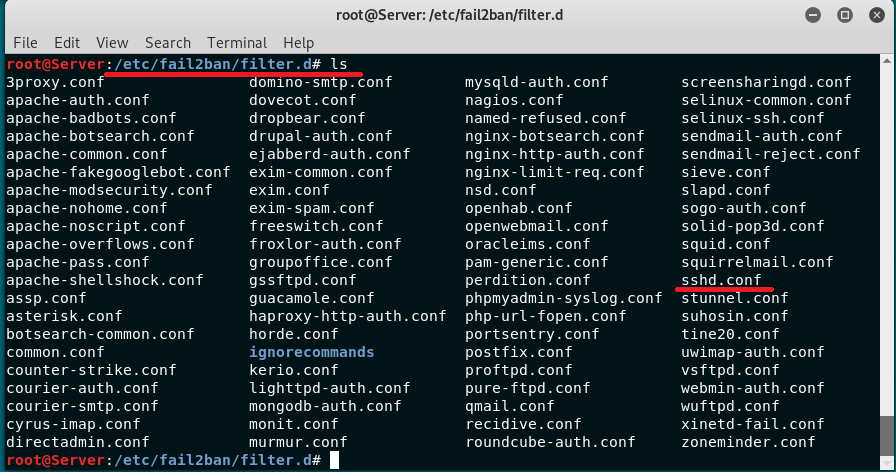 root@Server: /etc/fail2ban/filter.d
File Edit View Search Terminal Help
root@Server:/etc/fail2ban/filter.d# ls
3proxy.conf domino-smtp.conf mysqld-auth.conf screensharingd.conf
apache-auth.conf dovecot.conf nagios.conf selinux-common.conf
apache-badbots.conf dropbear.conf named-refused.conf selinux-ssh.conf
apache-botsearch.conf drupal-auth.conf nginx-botsearch.conf sendmail-auth.conf
apache-common.conf ejabberd-auth.conf nginx-http-auth.conf sendmail-reject.conf
apache-fakegooglebot.conf exim-common.conf nginx-limit-req.conf sieve.conf
apache-modsecurity.conf exim.conf nsd.conf slapd.conf
apache-nohome.conf exim-spam.conf openhab.conf sogo-auth.conf
apache-noscript.conf freeswitch.conf openwebmail.conf solid-pop3d.conf
apache-overflows.conf froxlor-auth.conf oracleims.conf squid.conf
apache-pass.conf groupoffice.conf pam-generic.conf squirrelmail.conf
apache-shellshock.conf gssftpd.conf perdition.conf sshd.conf
assp.conf guacamole.conf phpmyadmin-syslog.conf stunnel.conf
asterisk.conf haproxy-http-auth.conf php-url-fopen.conf suhosin.conf
botsearch-common.conf horde.conf portsentry.conf tine20.conf
common.conf ignorecommands postfix.conf uwimap-auth.conf
counter-strike.conf kerio.conf proftpd.conf vsftpd.conf
courier-auth.conf lighttpd-auth.conf pure-ftpd.conf webmin-auth.conf
courier-smtp.conf mongodb-auth.conf qmail.conf wuftpd.conf
cyrus-imap.conf monit.conf recidive.conf xinetd-fail.conf
directadmin.conf murmur.conf roundcube-auth.conf zoneminder.conf
root@Server:/etc/fail2ban/filter.d#